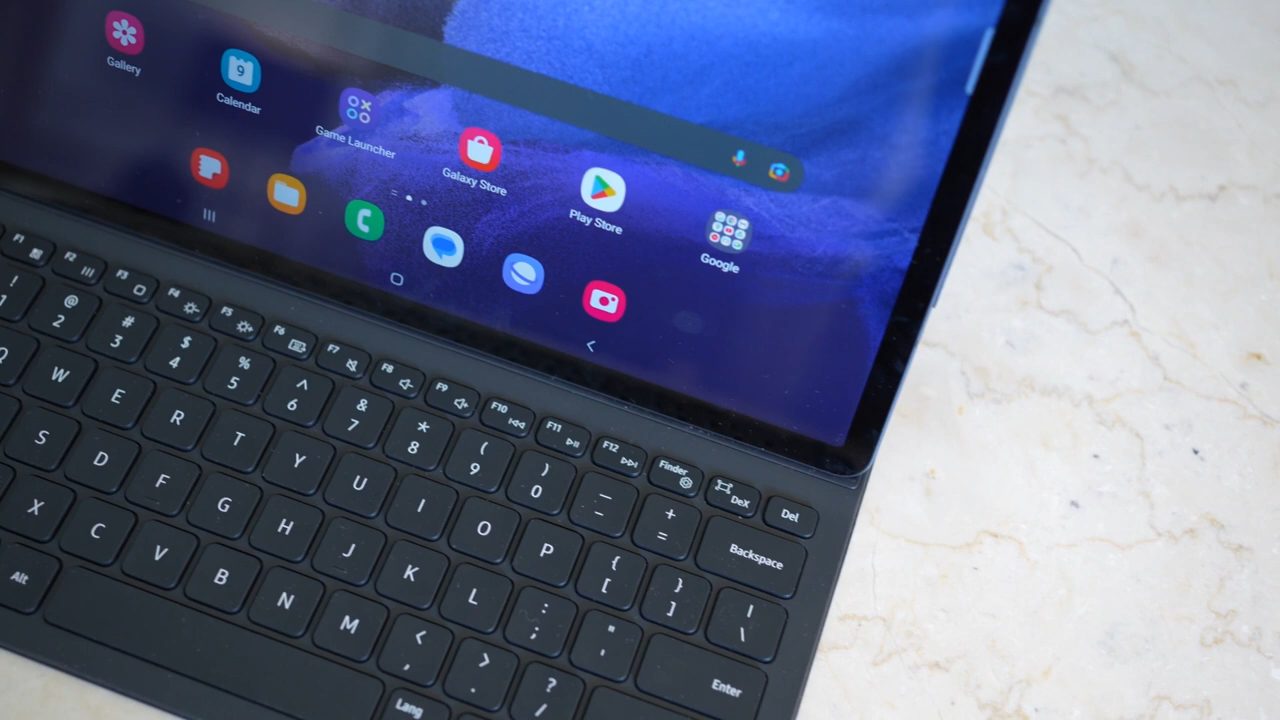 Gallery
9
Calendar
Game Launcher
Galaxy Store
Play Store
Google
F1
F2
F3
F4
F5
F6
F7
F8
F9
F10
F11
F12
Finder
DeX
Del
! 1
@ 2
# 3
$ 4
% 5
^ 6
& 7
* 8
( 9
) 0
_ -
+ =
Backspace
Q
W
E
R
T
Y
U
I
O
P
{ [
} ]
| \
S
D
F
G
H
J
K
L
: ;
" '
Enter
X
C
V
B
N
M
< ,
> .
? /
Alt
Lang